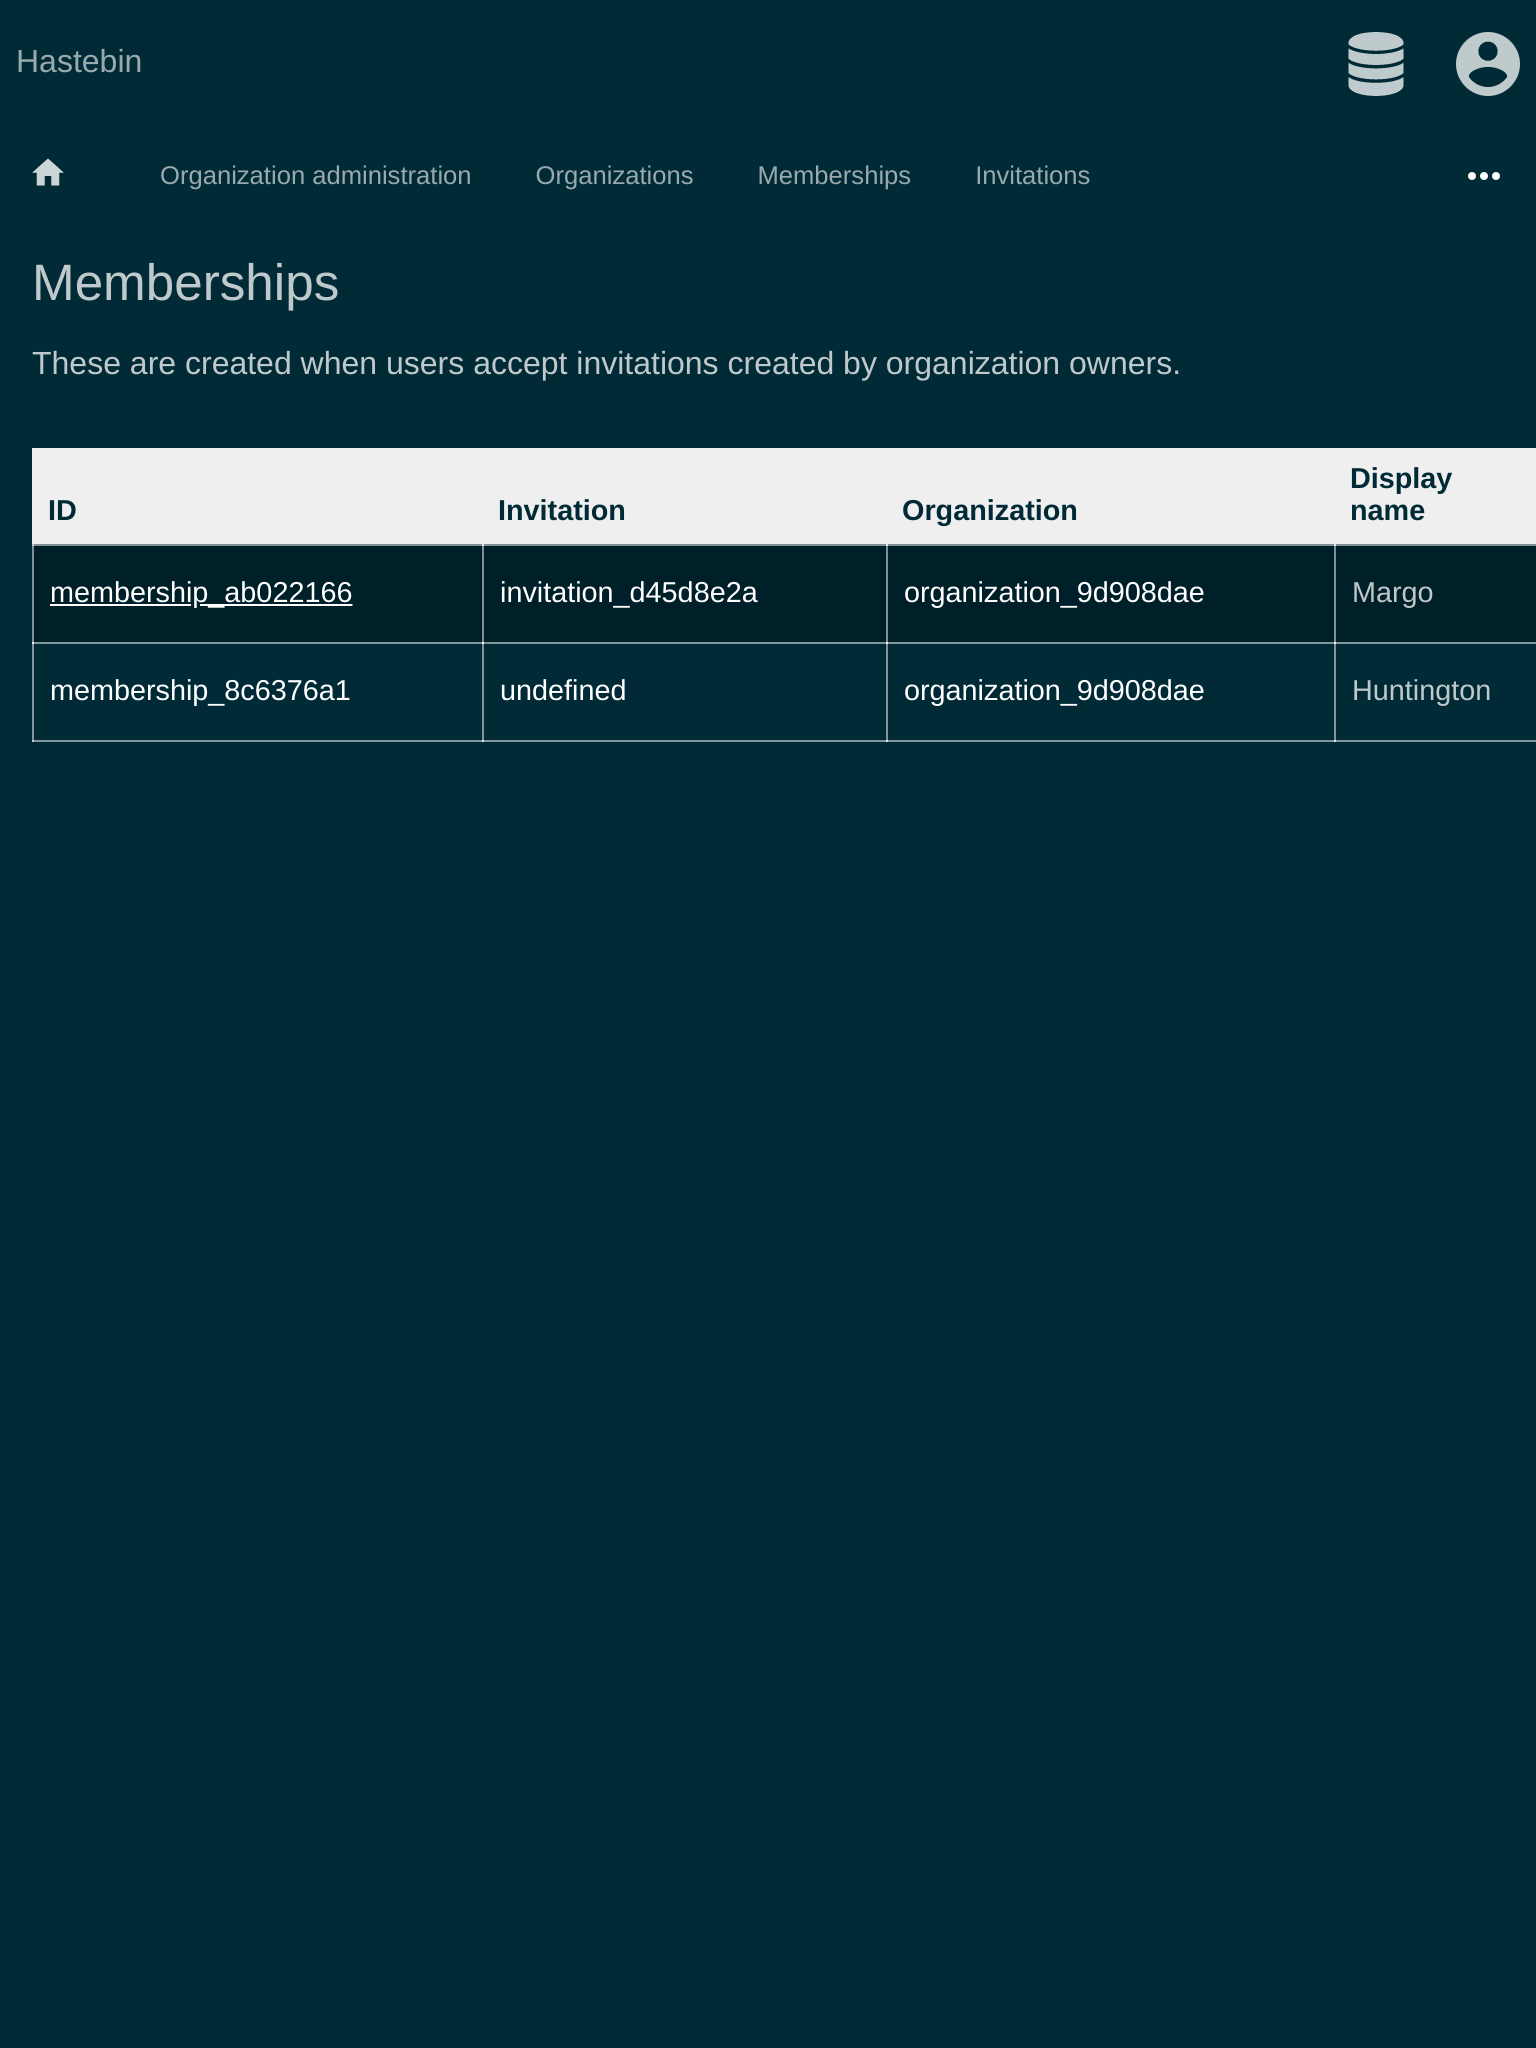 Hastebin
Organization administration Organizations Memberships Invitations
Memberships
These are created when users accept invitations created by organization owners.
ID Invitation Organization Display name
membership_ab022166 invitation_d45d8e2a organization_9d908dae Margo
membership_8c6376a1 undefined organization_9d908dae Huntington